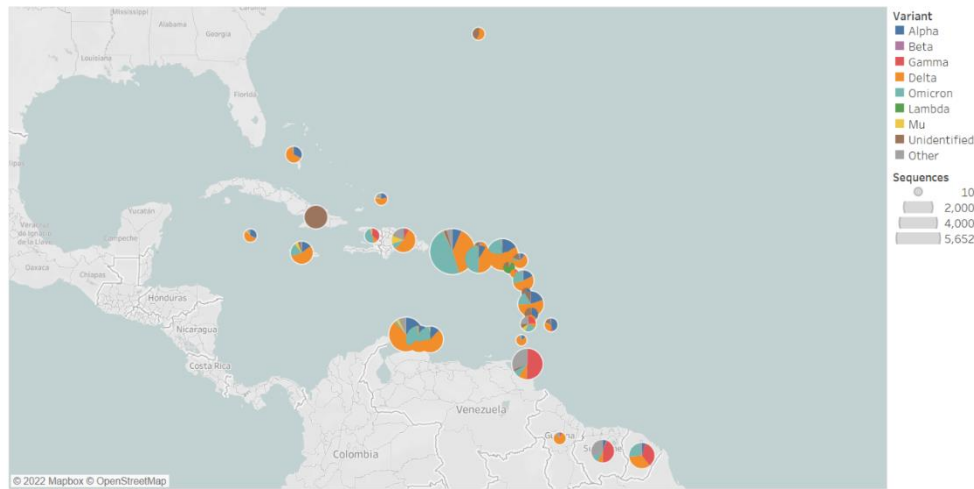 Mississippi
Alabama
Georgia
Louisiana
Florida
Yucatán
Campeche
Oaxaca
Chiapas
Honduras
Nicaragua
Costa Rica
Venezuela
Colombia
© 2022 Mapbox © OpenStreetMap
Variant
Alpha
Beta
Gamma
Delta
Omicron
Lambda
Mu
Unidentified
Other
Sequences
10
2,000
4,000
5,652